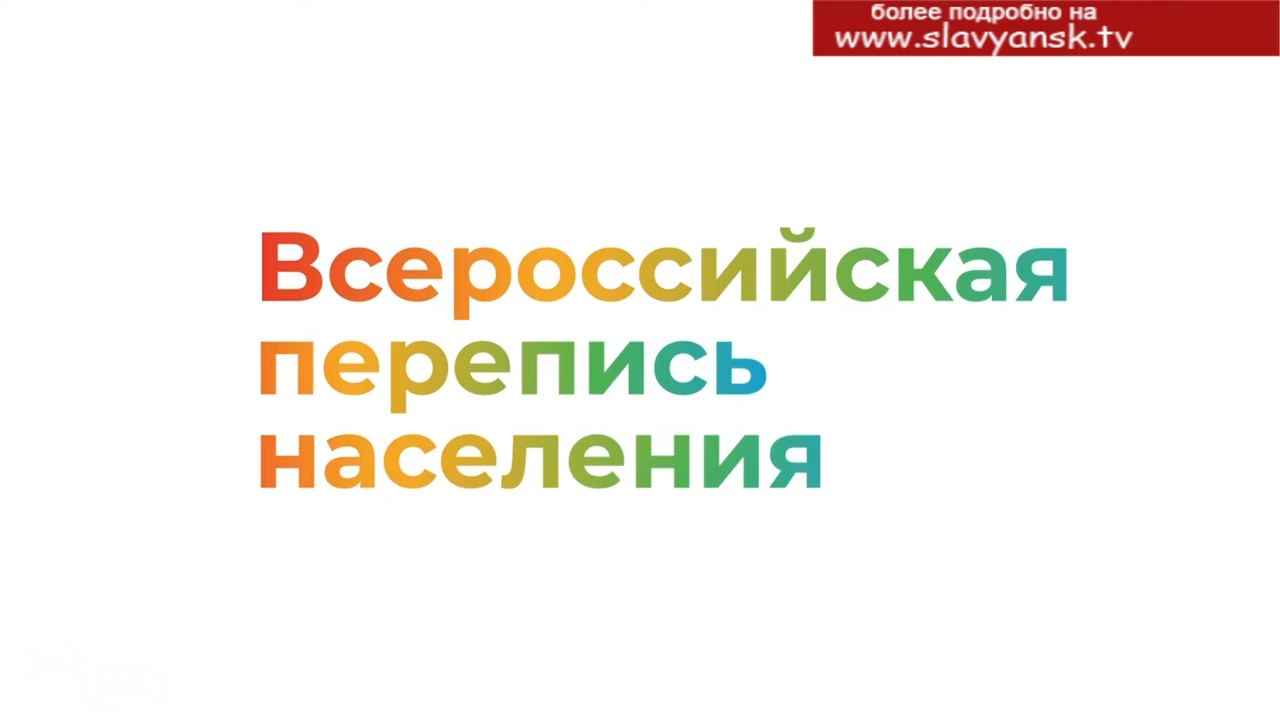 более подробно на
www.slavyansk.tv
Всероссийская
перепись
населения